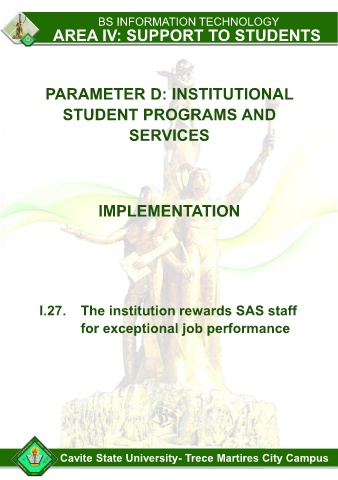 BS INFORMATION TECHNOLOGY
AREA IV: SUPPORT TO STUDENTS
PARAMETER D: INSTITUTIONAL
STUDENT PROGRAMS AND
SERVICES
IMPLEMENTATION
I.27. The institution rewards SAS staff
for exceptional job performance
Cavite State University- Trece Martires City Campus